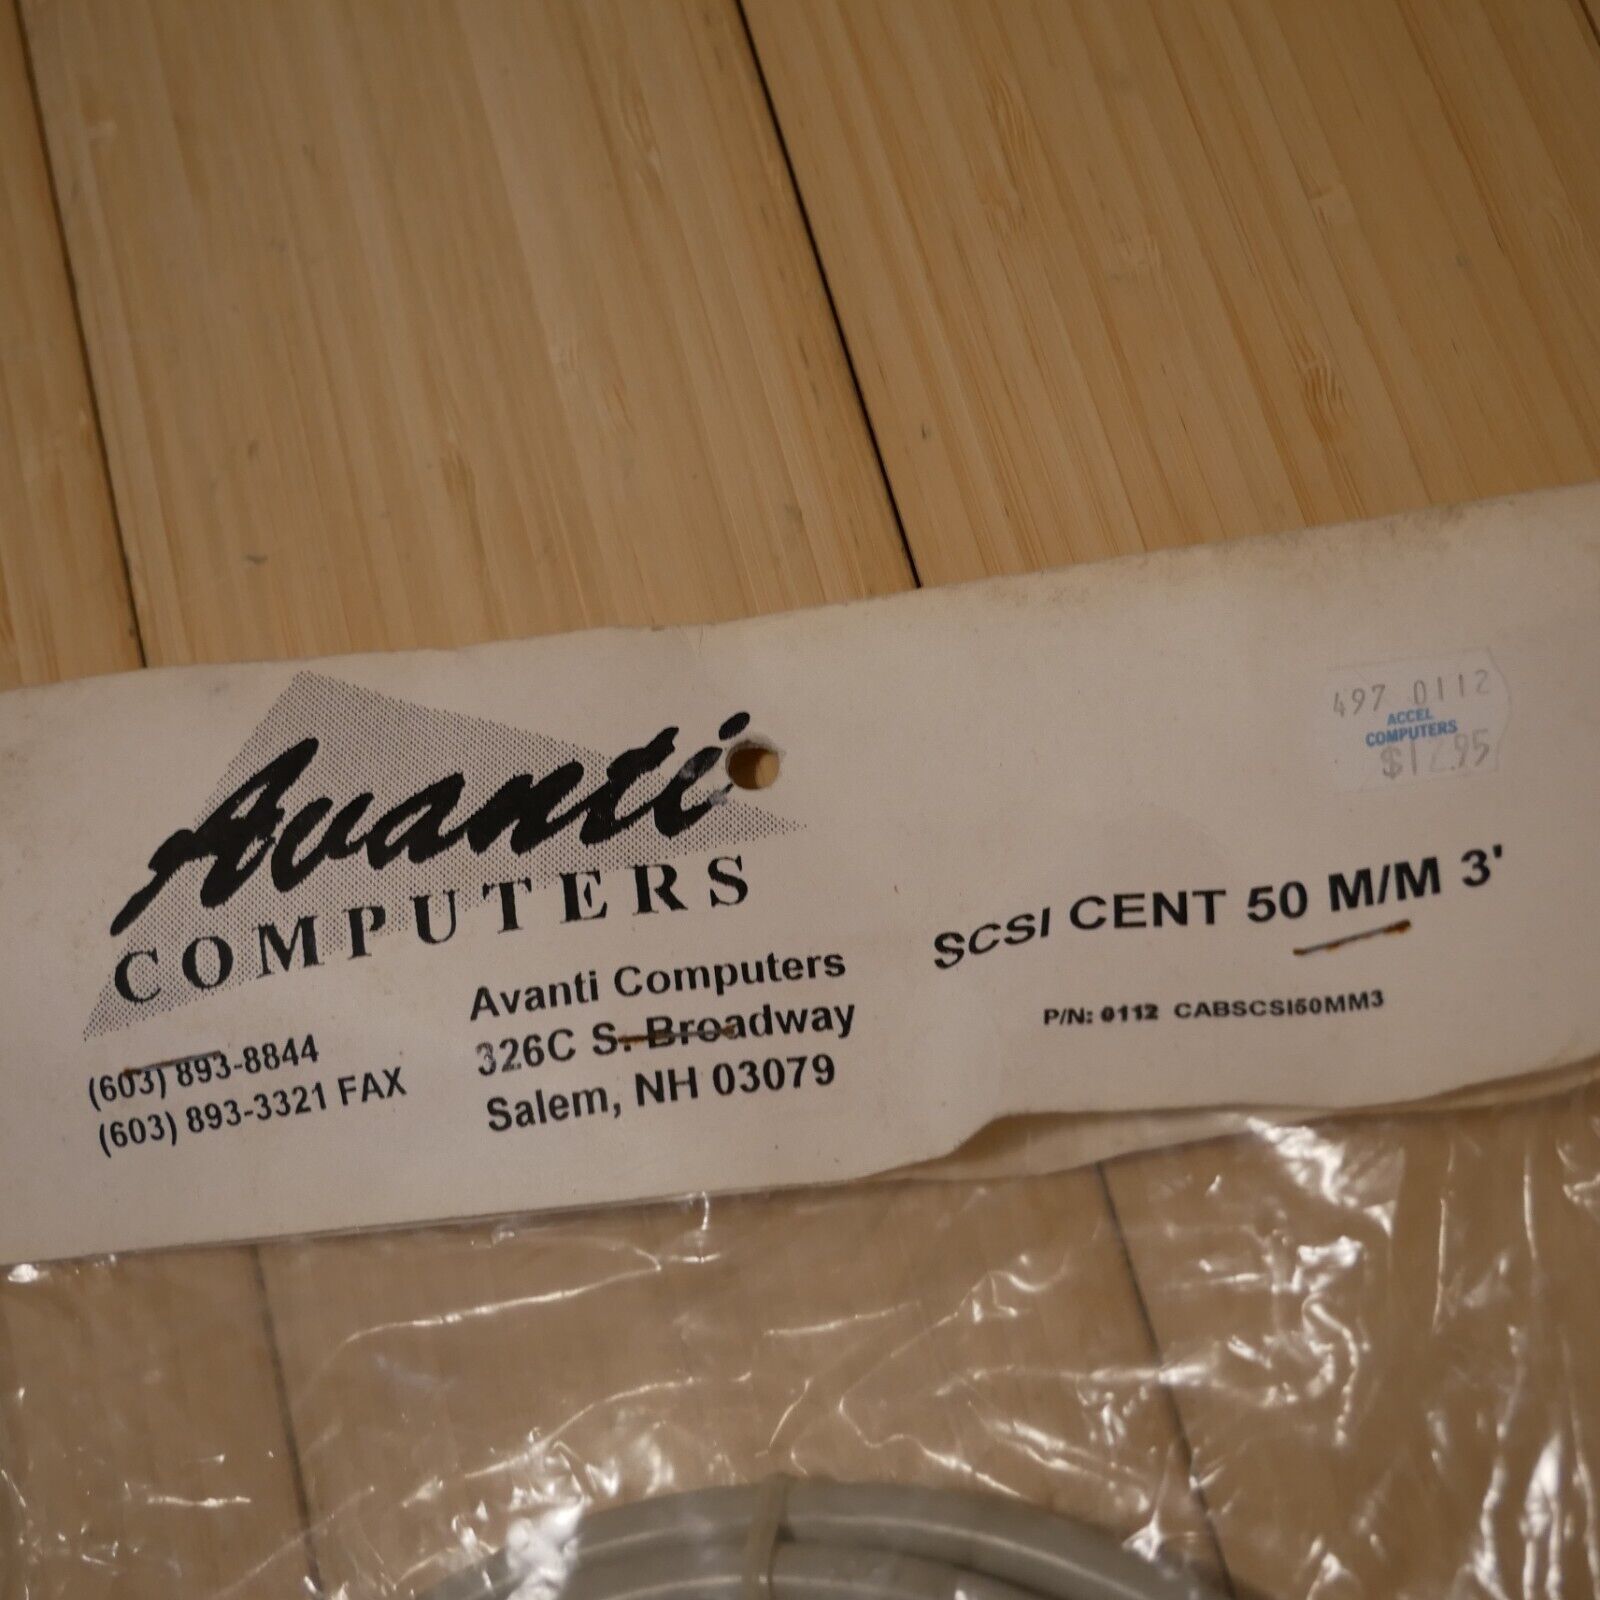 Avanti
COMPUTERS
(603) 893-8844
(603) 893-3321 FAX
Avanti Computers
326C S. Broadway
Salem, NH 03079
497 0112
ACCEL
COMPUTERS
$12.95
SCSI CENT 50 M/M 3'
P/N: 0112 CABSCSI50MM3